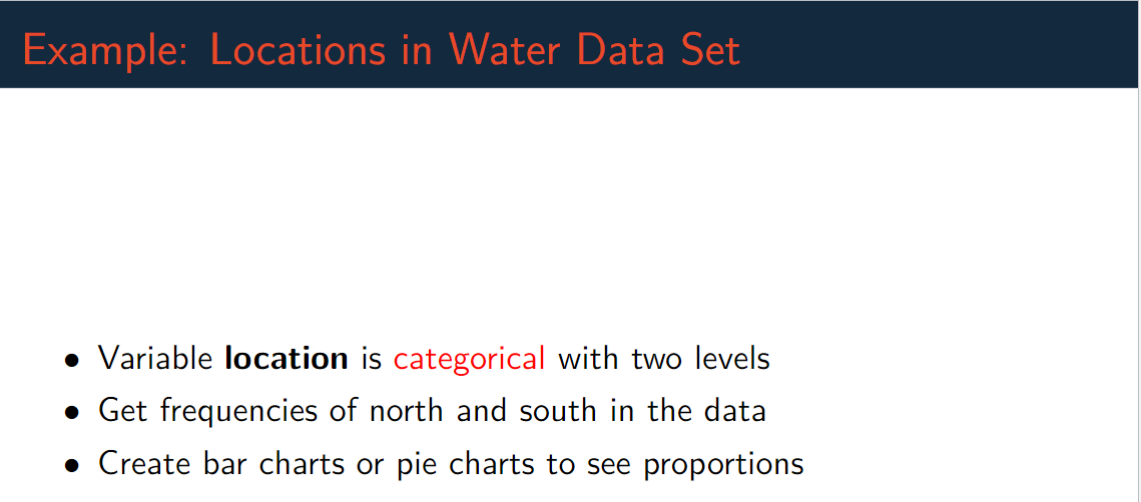 Example: Locations in Water Data Set
• Variable location is categorical with two levels
• Get frequencies of north and south in the data
• Create bar charts or pie charts to see proportions